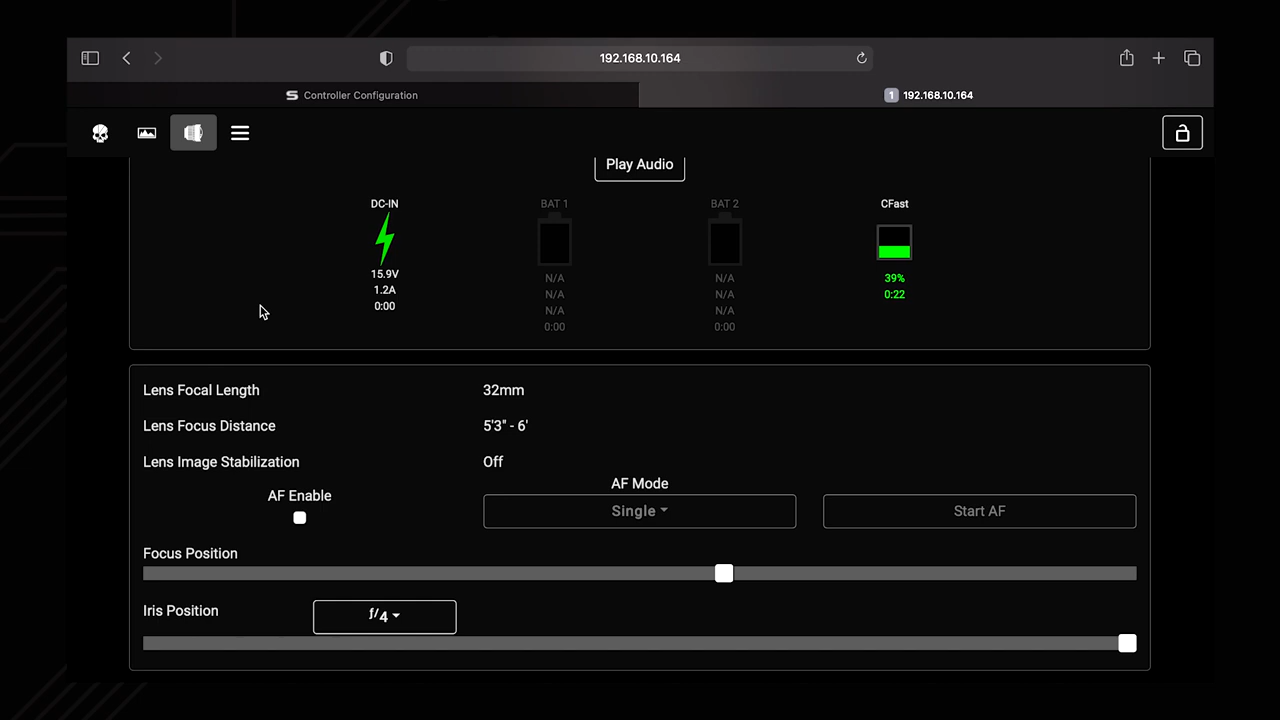 192.168.10.164
Controller Configuration
1 192.168.10.164
Play Audio
DC-IN
15.9V
1.2A
0:00
BAT 1
N/A
N/A
N/A
0:00
BAT 2
N/A
N/A
N/A
0:00
CFast
39%
0:22
Lens Focal Length 32mm
Lens Focus Distance 5'3" - 6'
Lens Image Stabilization Off
AF Enable
AF Mode
Single
Start AF
Focus Position
Iris Position
ƒ/4